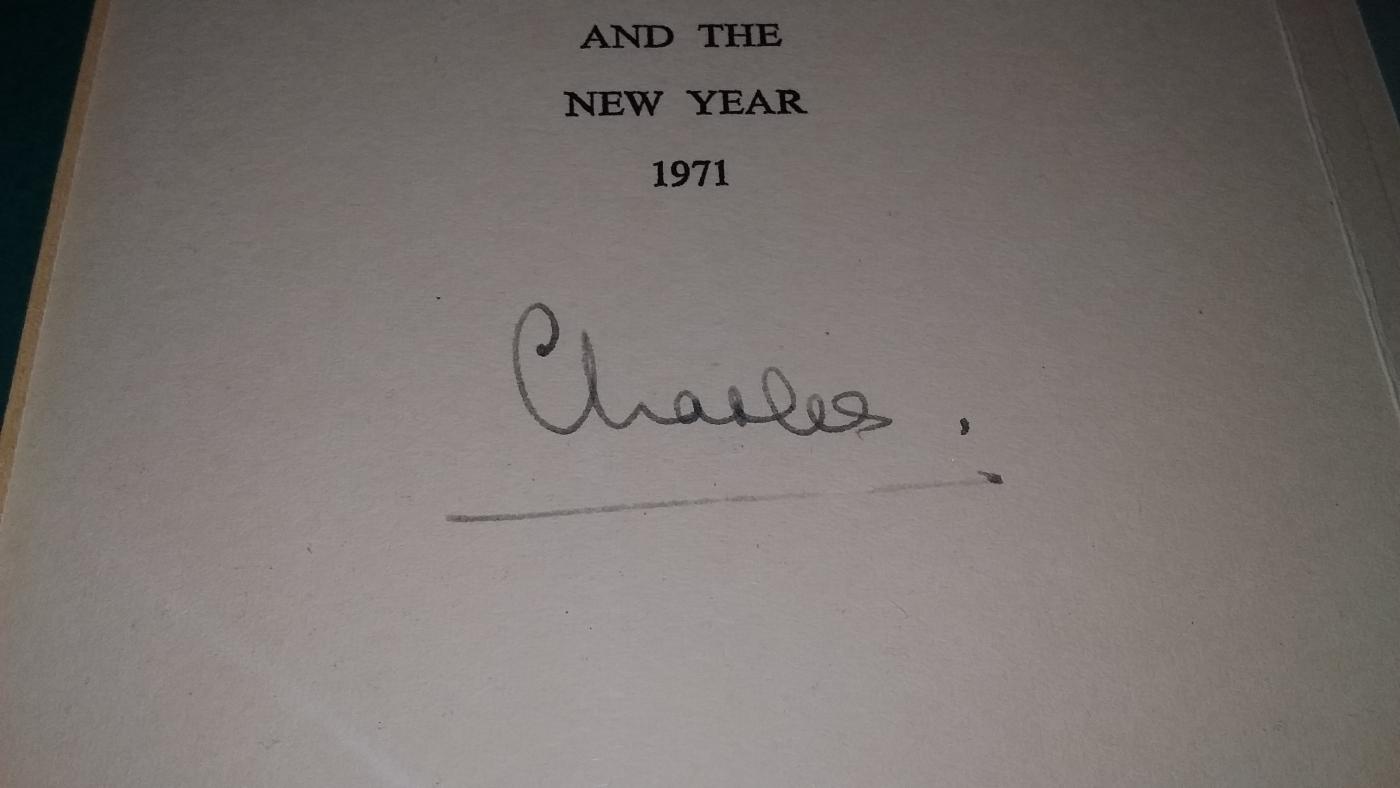 AND THE
NEW YEAR
1971
Charles.